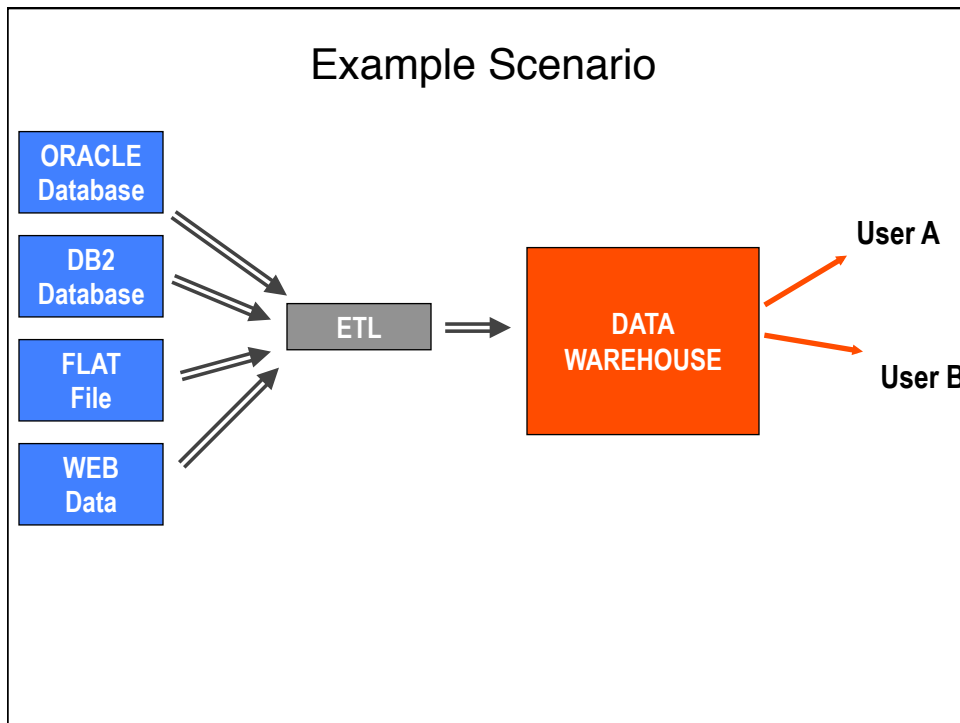 Example Scenario
ORACLE
Database
DB2
Database
FLAT
File
WEB
Data
ETL
DATA
WAREHOUSE
User A
User B